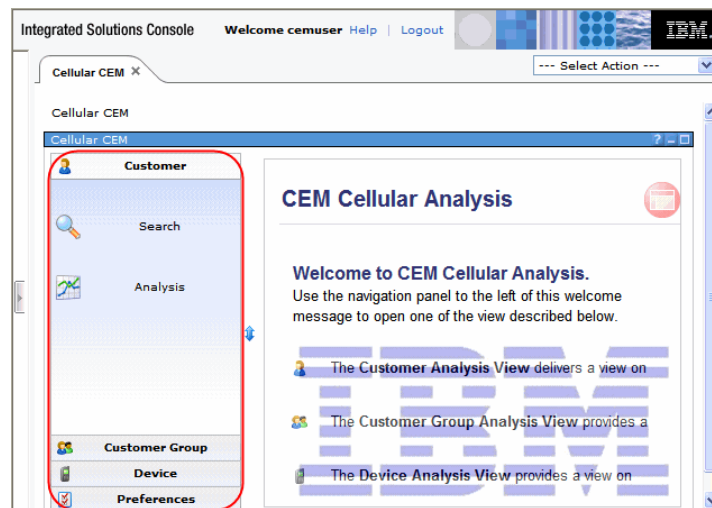 Integrated Solutions Console Welcome cemuser Help | Logout IBM.
Cellular CEM ✕ --- Select Action ---
Cellular CEM
Cellular CEM ?
Customer
Search
Analysis
Customer Group
Device
Preferences
CEM Cellular Analysis
Welcome to CEM Cellular Analysis.
Use the navigation panel to the left of this welcome
message to open one of the view described below.
The Customer Analysis View delivers a view on
The Customer Group Analysis View provides a
The Device Analysis View provides a view on
IBM